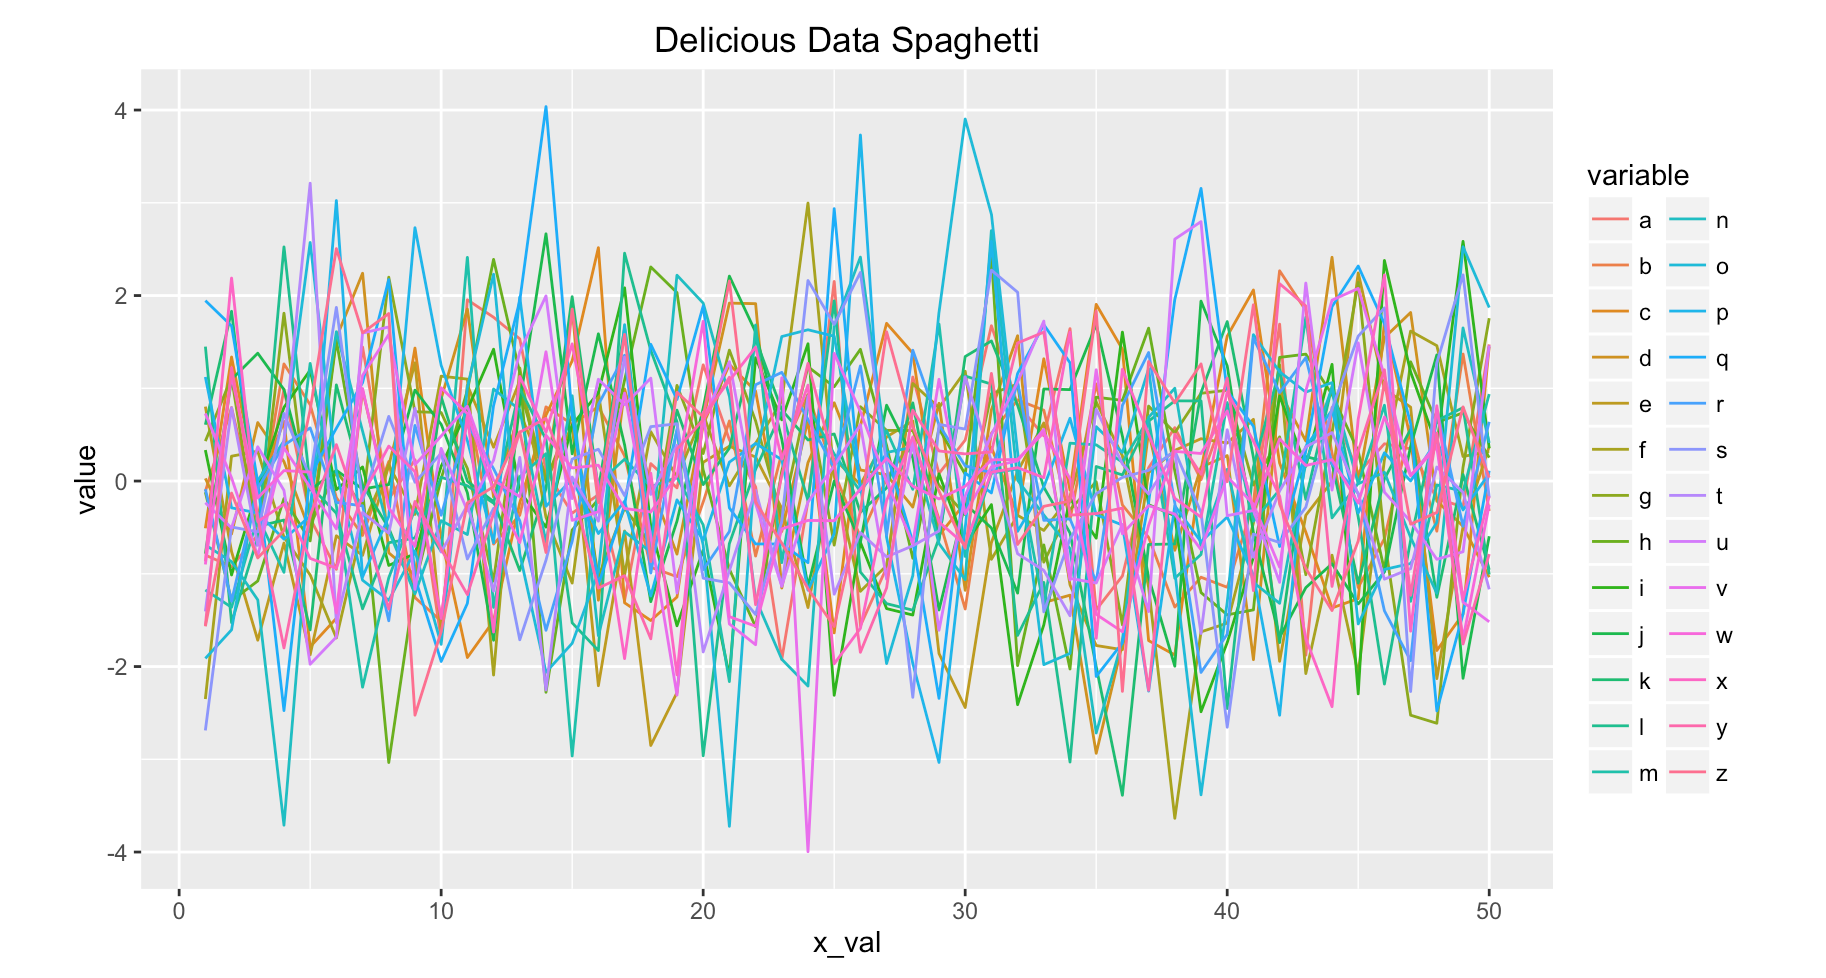 Delicious Data Spaghetti
value
4
2
0
-2
-4
0 10 20 30 40 50
x_val
variable
a n
b o
c p
d q
e r
f s
g t
h u
i v
j w
k x
l y
m z